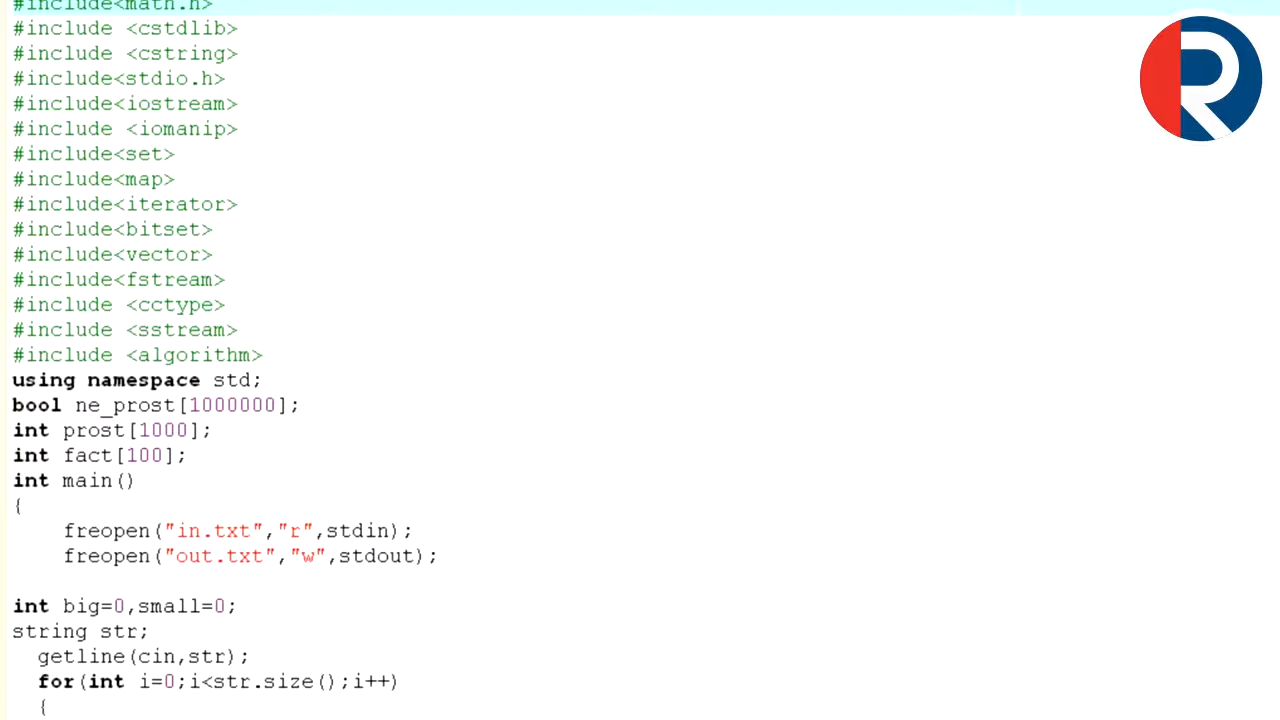 #include<math.h>
#include <cstdlib>
#include <cstring>
#include<stdio.h>
#include<iostream>
#include <iomanip>
#include<set>
#include<map>
#include<iterator>
#include<bitset>
#include<vector>
#include<fstream>
#include <cctype>
#include <sstream>
#include <algorithm>
using namespace std;
bool ne_prost[1000000];
int prost[1000];
int fact[100];
int main()
{
    freopen("in.txt","r",stdin);
    freopen("out.txt","w",stdout);

int big=0,small=0;
string str;
  getline(cin,str);
  for(int i=0;i<str.size();i++)
  {